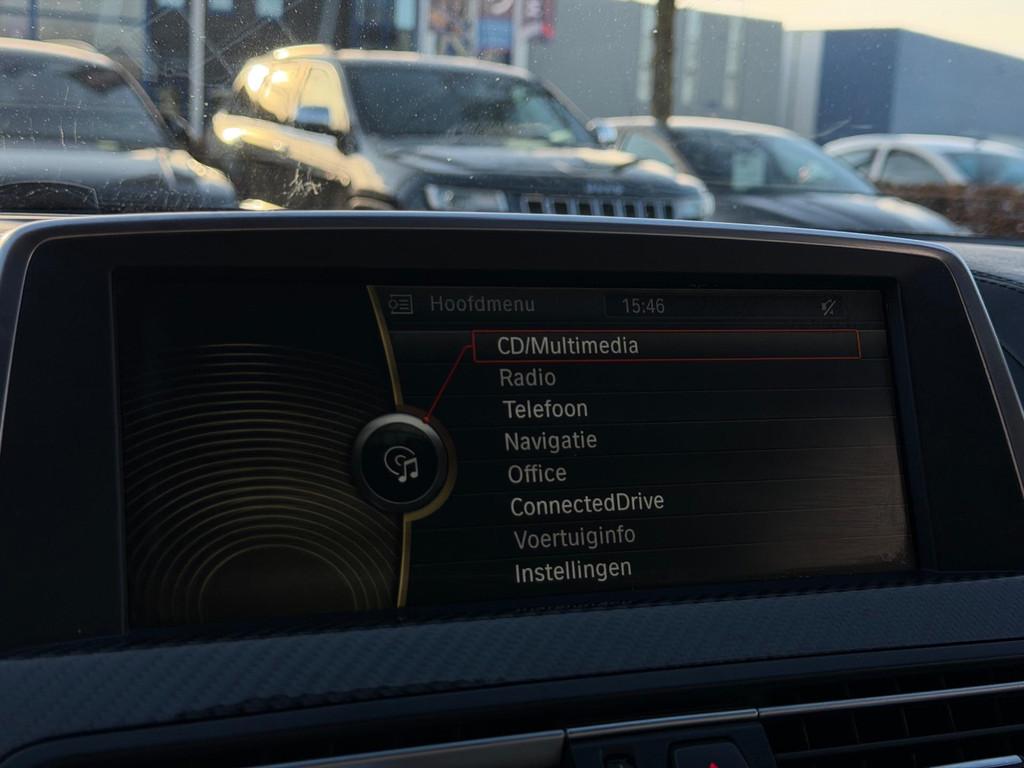 Hoofdmenu 15:46
CD/Multimedia
Radio
Telefoon
Navigatie
Office
ConnectedDrive
Voertuiginfo
Instellingen